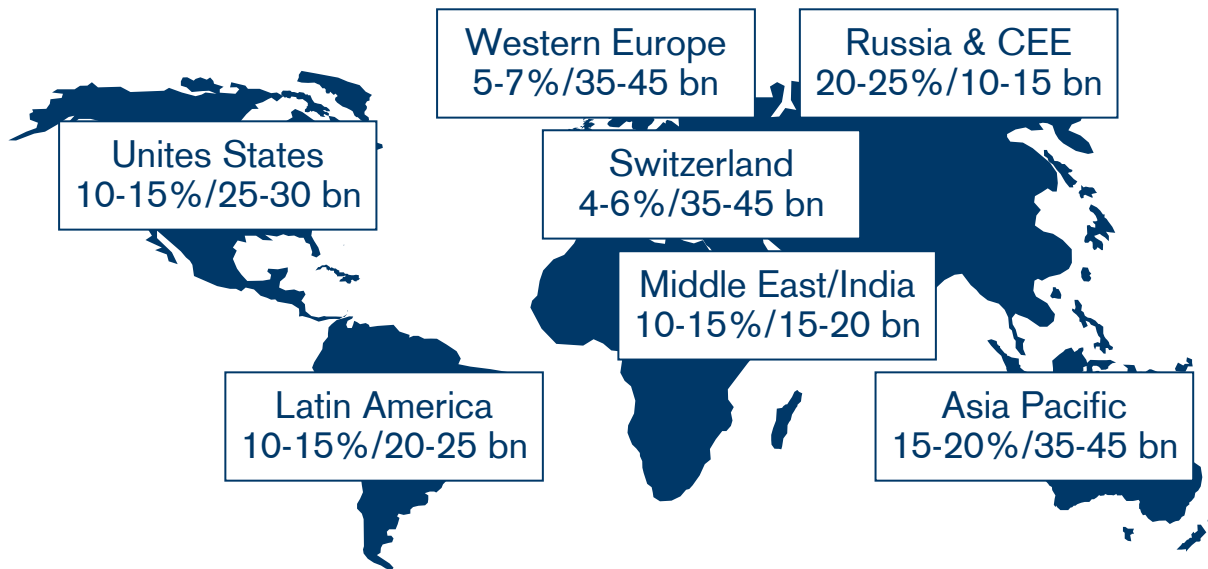 Western Europe
5-7%/35-45 bn
Russia & CEE
20-25%/10-15 bn
Unites States
10-15%/25-30 bn
Switzerland
4-6%/35-45 bn
Middle East/India
10-15%/15-20 bn
Latin America
10-15%/20-25 bn
Asia Pacific
15-20%/35-45 bn